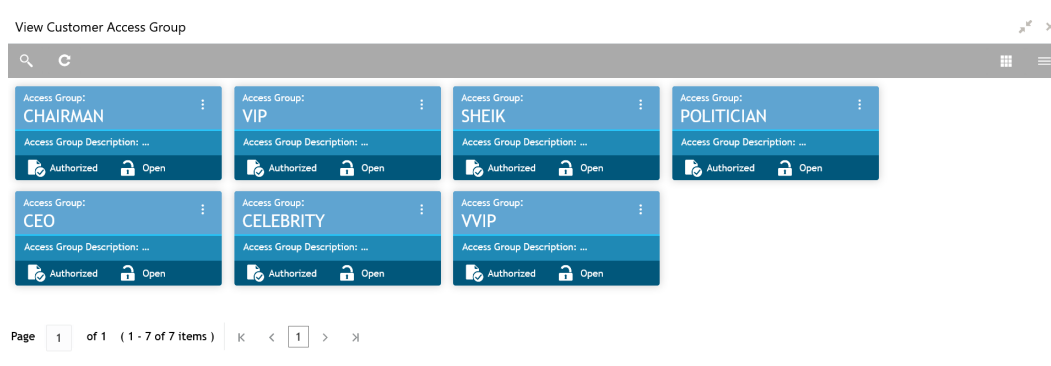 View Customer Access Group
Access Group:
CHAIRMAN
Access Group Description: ...
Authorized Open
Access Group:
VIP
Access Group Description: ...
Authorized Open
Access Group:
SHEIK
Access Group Description: ...
Authorized Open
Access Group:
POLITICIAN
Access Group Description: ...
Authorized Open
Access Group:
CEO
Access Group Description: ...
Authorized Open
Access Group:
CELEBRITY
Access Group Description: ...
Authorized Open
Access Group:
VVIP
Access Group Description: ...
Authorized Open
Page 1 of 1 ( 1 - 7 of 7 items ) 1